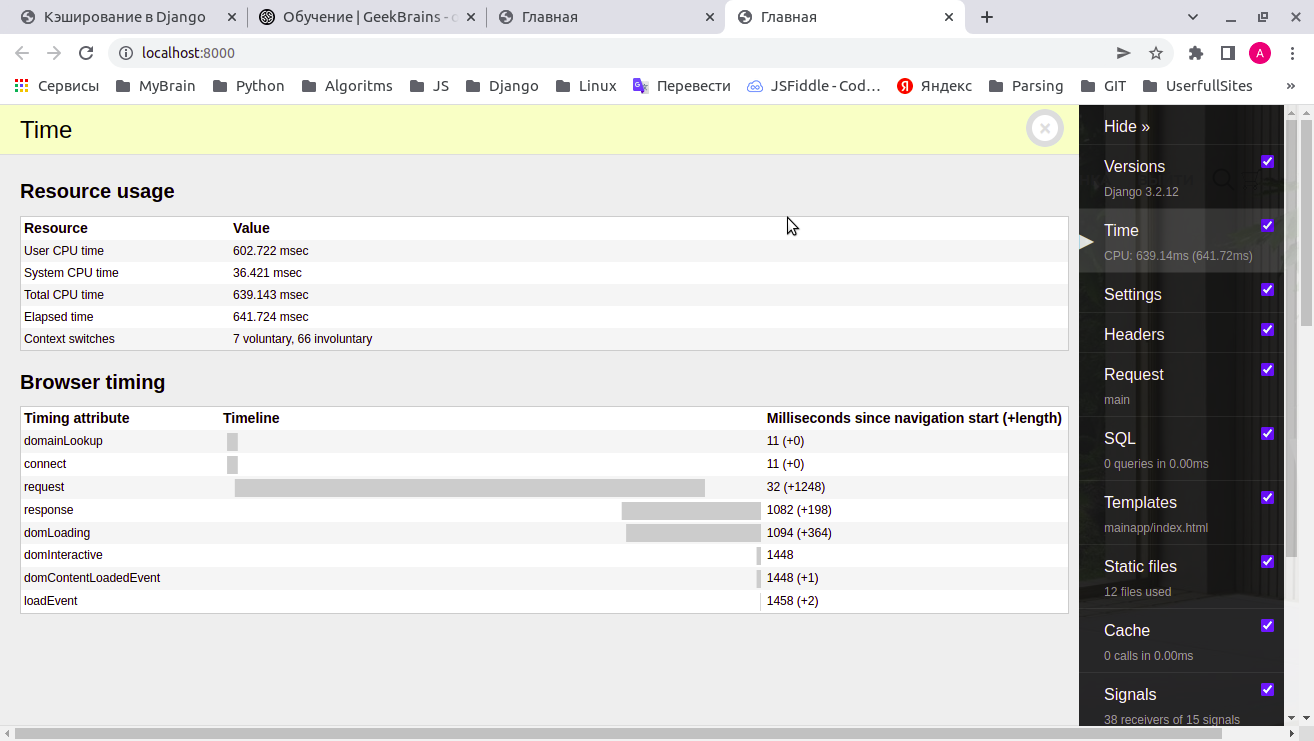 Кэширование в Django
Обучение | GeekBrains -
Главная
Главная
localhost:8000
A
Сервисы
MyBrain
Python
Algoritms
JS
Django
Linux
Перевести
JSFiddle - Cod…
Яндекс
Parsing
GIT
UserfullSites
»
Time
Resource usage
Resource Value
User CPU time 602.722 msec
System CPU time 36.421 msec
Total CPU time 639.143 msec
Elapsed time 641.724 msec
Context switches 7 voluntary, 66 involuntary
Browser timing
Timing attribute Timeline Milliseconds since navigation start (+length)
domainLookup 11 (+0)
connect 11 (+0)
request 32 (+1248)
response 1082 (+198)
domLoading 1094 (+364)
domInteractive 1448
domContentLoadedEvent 1448 (+1)
loadEvent 1458 (+2)
Hide »
Versions
Django 3.2.12
Time
CPU: 639.14ms (641.72ms)
Settings
Headers
Request
main
SQL
0 queries in 0.00ms
Templates
mainapp/index.html
Static files
12 files used
Cache
0 calls in 0.00ms
Signals
38 receivers of 15 signals